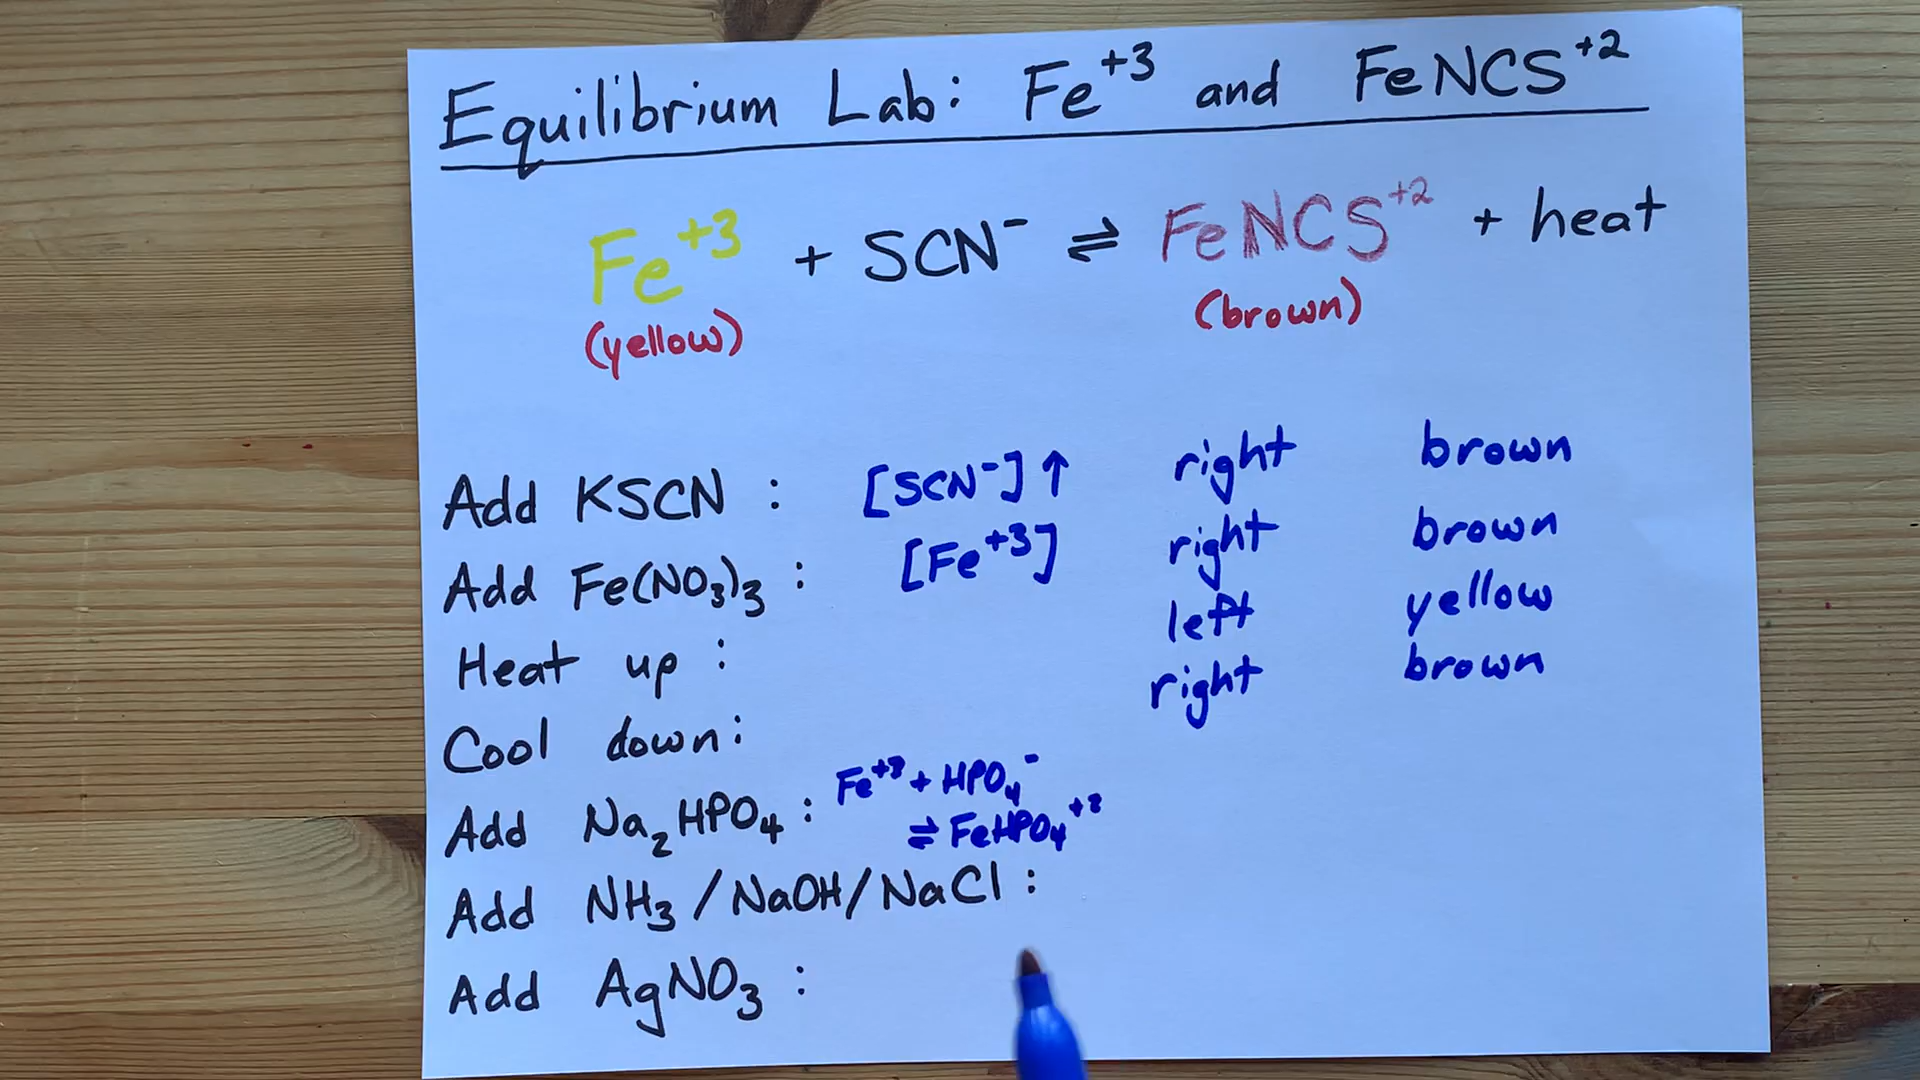 Equilibrium Lab: Fe⁺³ and FeNCS⁺²
Fe⁺³ + SCN⁻ ⇌ FeNCS⁺² + heat
(yellow) (brown)
Add KSCN : [SCN⁻] ↑ right brown
Add Fe(NO₃)₃ : [Fe⁺³] right brown
Heat up : left yellow
Cool down: right brown
Add Na₂HPO₄ : Fe⁺³ + HPO₄⁻
⇌ FeHPO₄
Add NH₃ / NaOH / NaCl :
Add AgNO₃ :